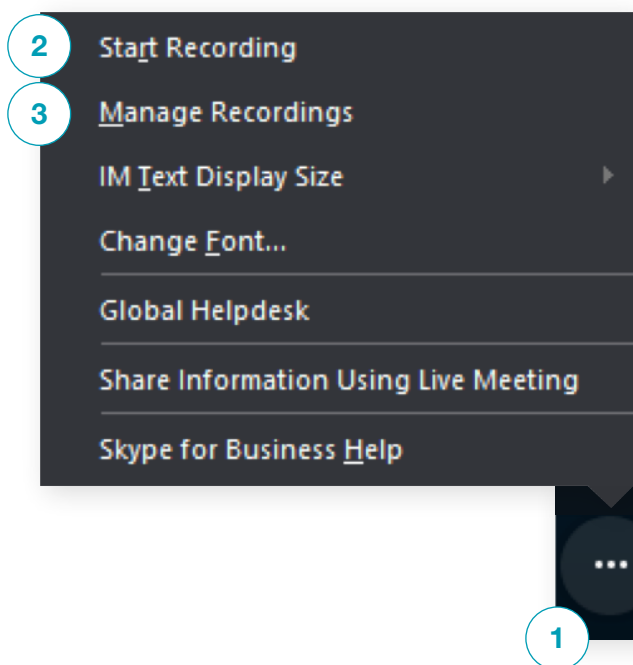 2 Start Recording
3 Manage Recordings
IM Text Display Size
Change Font...
Global Helpdesk
Share Information Using Live Meeting
Skype for Business Help
...
1